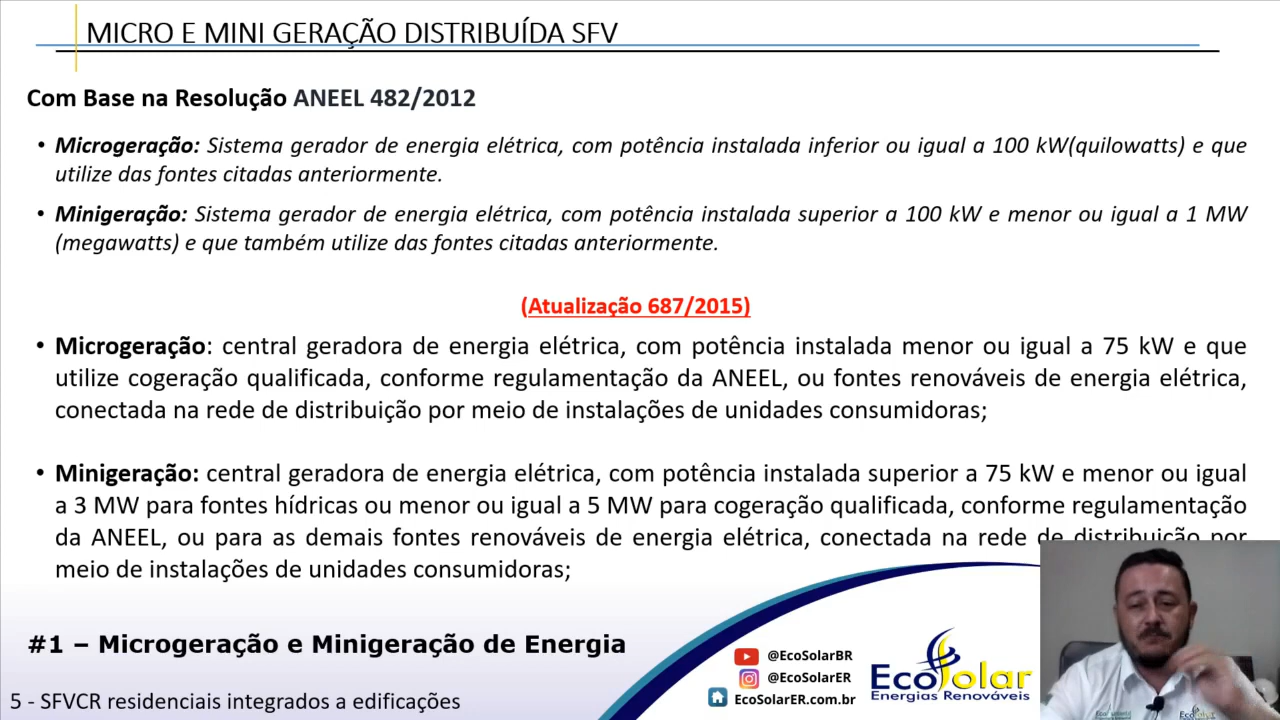 MICRO E MINI GERAÇÃO DISTRIBUÍDA SFV
Com Base na Resolução ANEEL 482/2012
• Microgeração: Sistema gerador de energia elétrica, com potência instalada inferior ou igual a 100 kW(quilowatts) e que
utilize das fontes citadas anteriormente.
• Minigeração: Sistema gerador de energia elétrica, com potência instalada superior a 100 kW e menor ou igual a 1 MW
(megawatts) e que também utilize das fontes citadas anteriormente.
(Atualização 687/2015)
• Microgeração: central geradora de energia elétrica, com potência instalada menor ou igual a 75 kW e que
utilize cogeração qualificada, conforme regulamentação da ANEEL, ou fontes renováveis de energia elétrica,
conectada na rede de distribuição por meio de instalações de unidades consumidoras;
• Minigeração: central geradora de energia elétrica, com potência instalada superior a 75 kW e menor ou igual
a 3 MW para fontes hídricas ou menor ou igual a 5 MW para cogeração qualificada, conforme regulamentação
da ANEEL, ou para as demais fontes renováveis de energia elétrica, conectada na rede de distribuição por
meio de instalações de unidades consumidoras;
#1 – Microgeração e Minigeração de Energia
@EcoSolarBR
@EcoSolarER
EcoSolarER.com.br
EcoSolar
Energias Renováveis
5 - SFVCR residenciais integrados a edificações